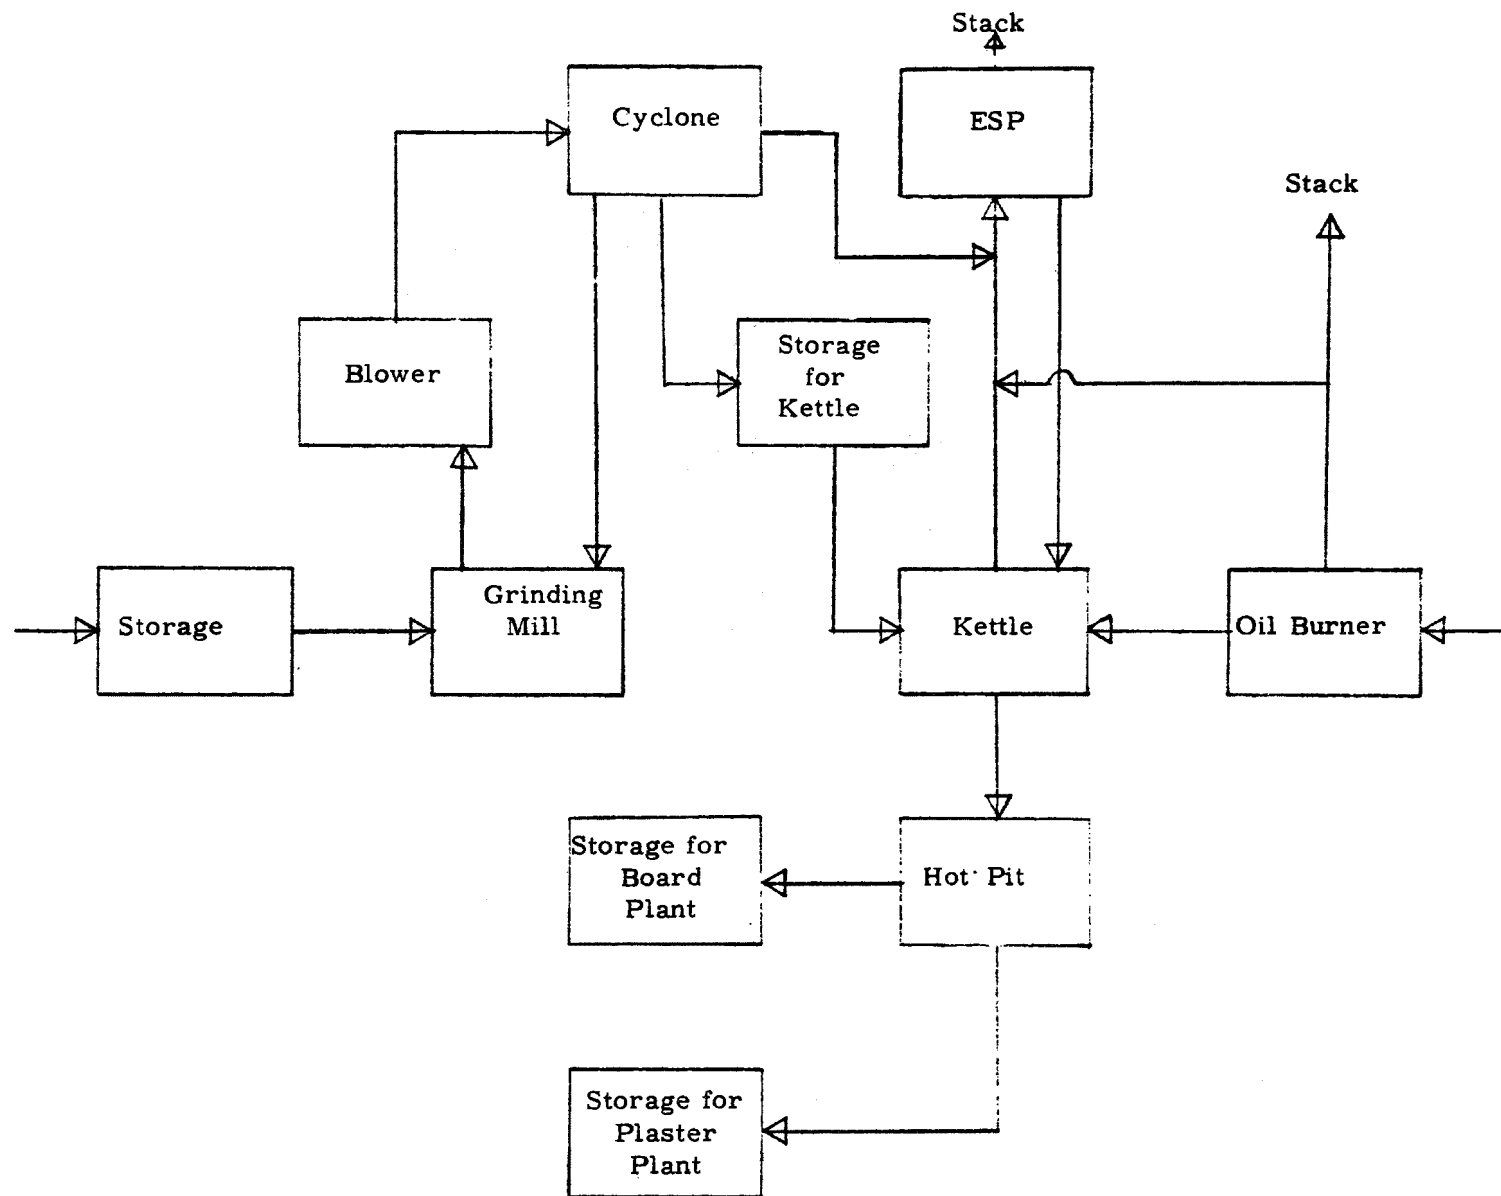 Stack
Cyclone
ESP
Stack
Blower
Storage
for
Kettle
Storage
Grinding
Mill
Kettle
Oil Burner
Storage for
Board
Plant
Hot Pit
Storage for
Plaster
Plant